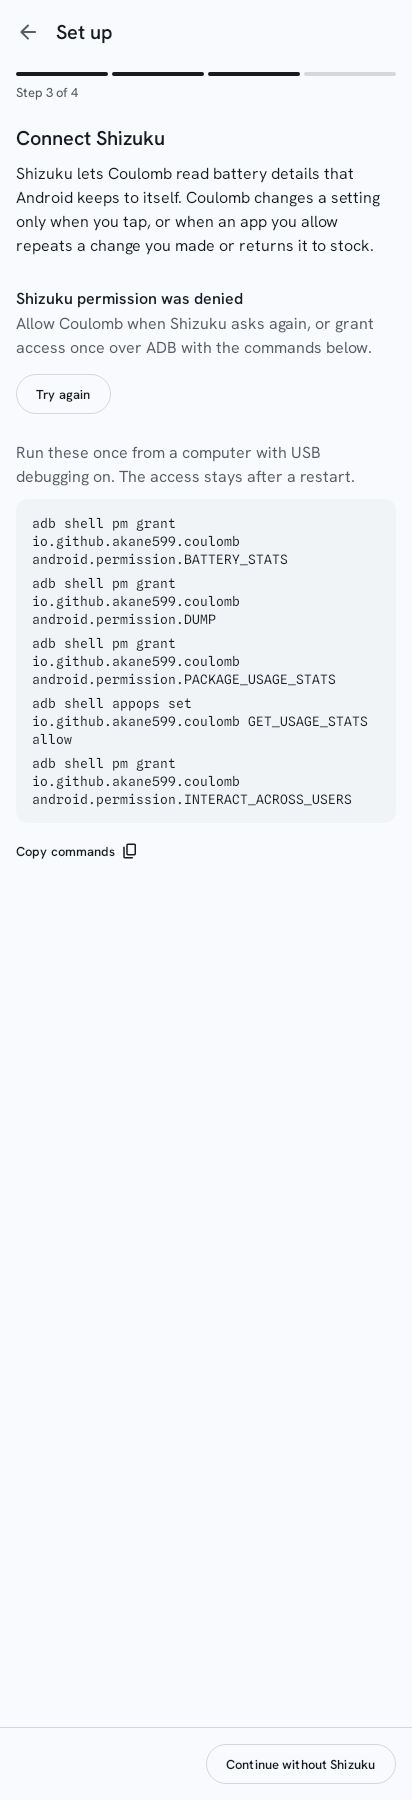 Set up
Step 3 of 4
Connect Shizuku
Shizuku lets Coulomb read battery details that
Android keeps to itself. Coulomb changes a setting
only when you tap, or when an app you allow
repeats a change you made or returns it to stock.
Shizuku permission was denied
Allow Coulomb when Shizuku asks again, or grant
access once over ADB with the commands below.
Try again
Run these once from a computer with USB
debugging on. The access stays after a restart.
adb shell pm grant
io.github.akane599.coulomb
android.permission.BATTERY_STATS
adb shell pm grant
io.github.akane599.coulomb
android.permission.DUMP
adb shell pm grant
io.github.akane599.coulomb
android.permission.PACKAGE_USAGE_STATS
adb shell appops set
io.github.akane599.coulomb GET_USAGE_STATS
allow
adb shell pm grant
io.github.akane599.coulomb
android.permission.INTERACT_ACROSS_USERS
Copy commands
Continue without Shizuku